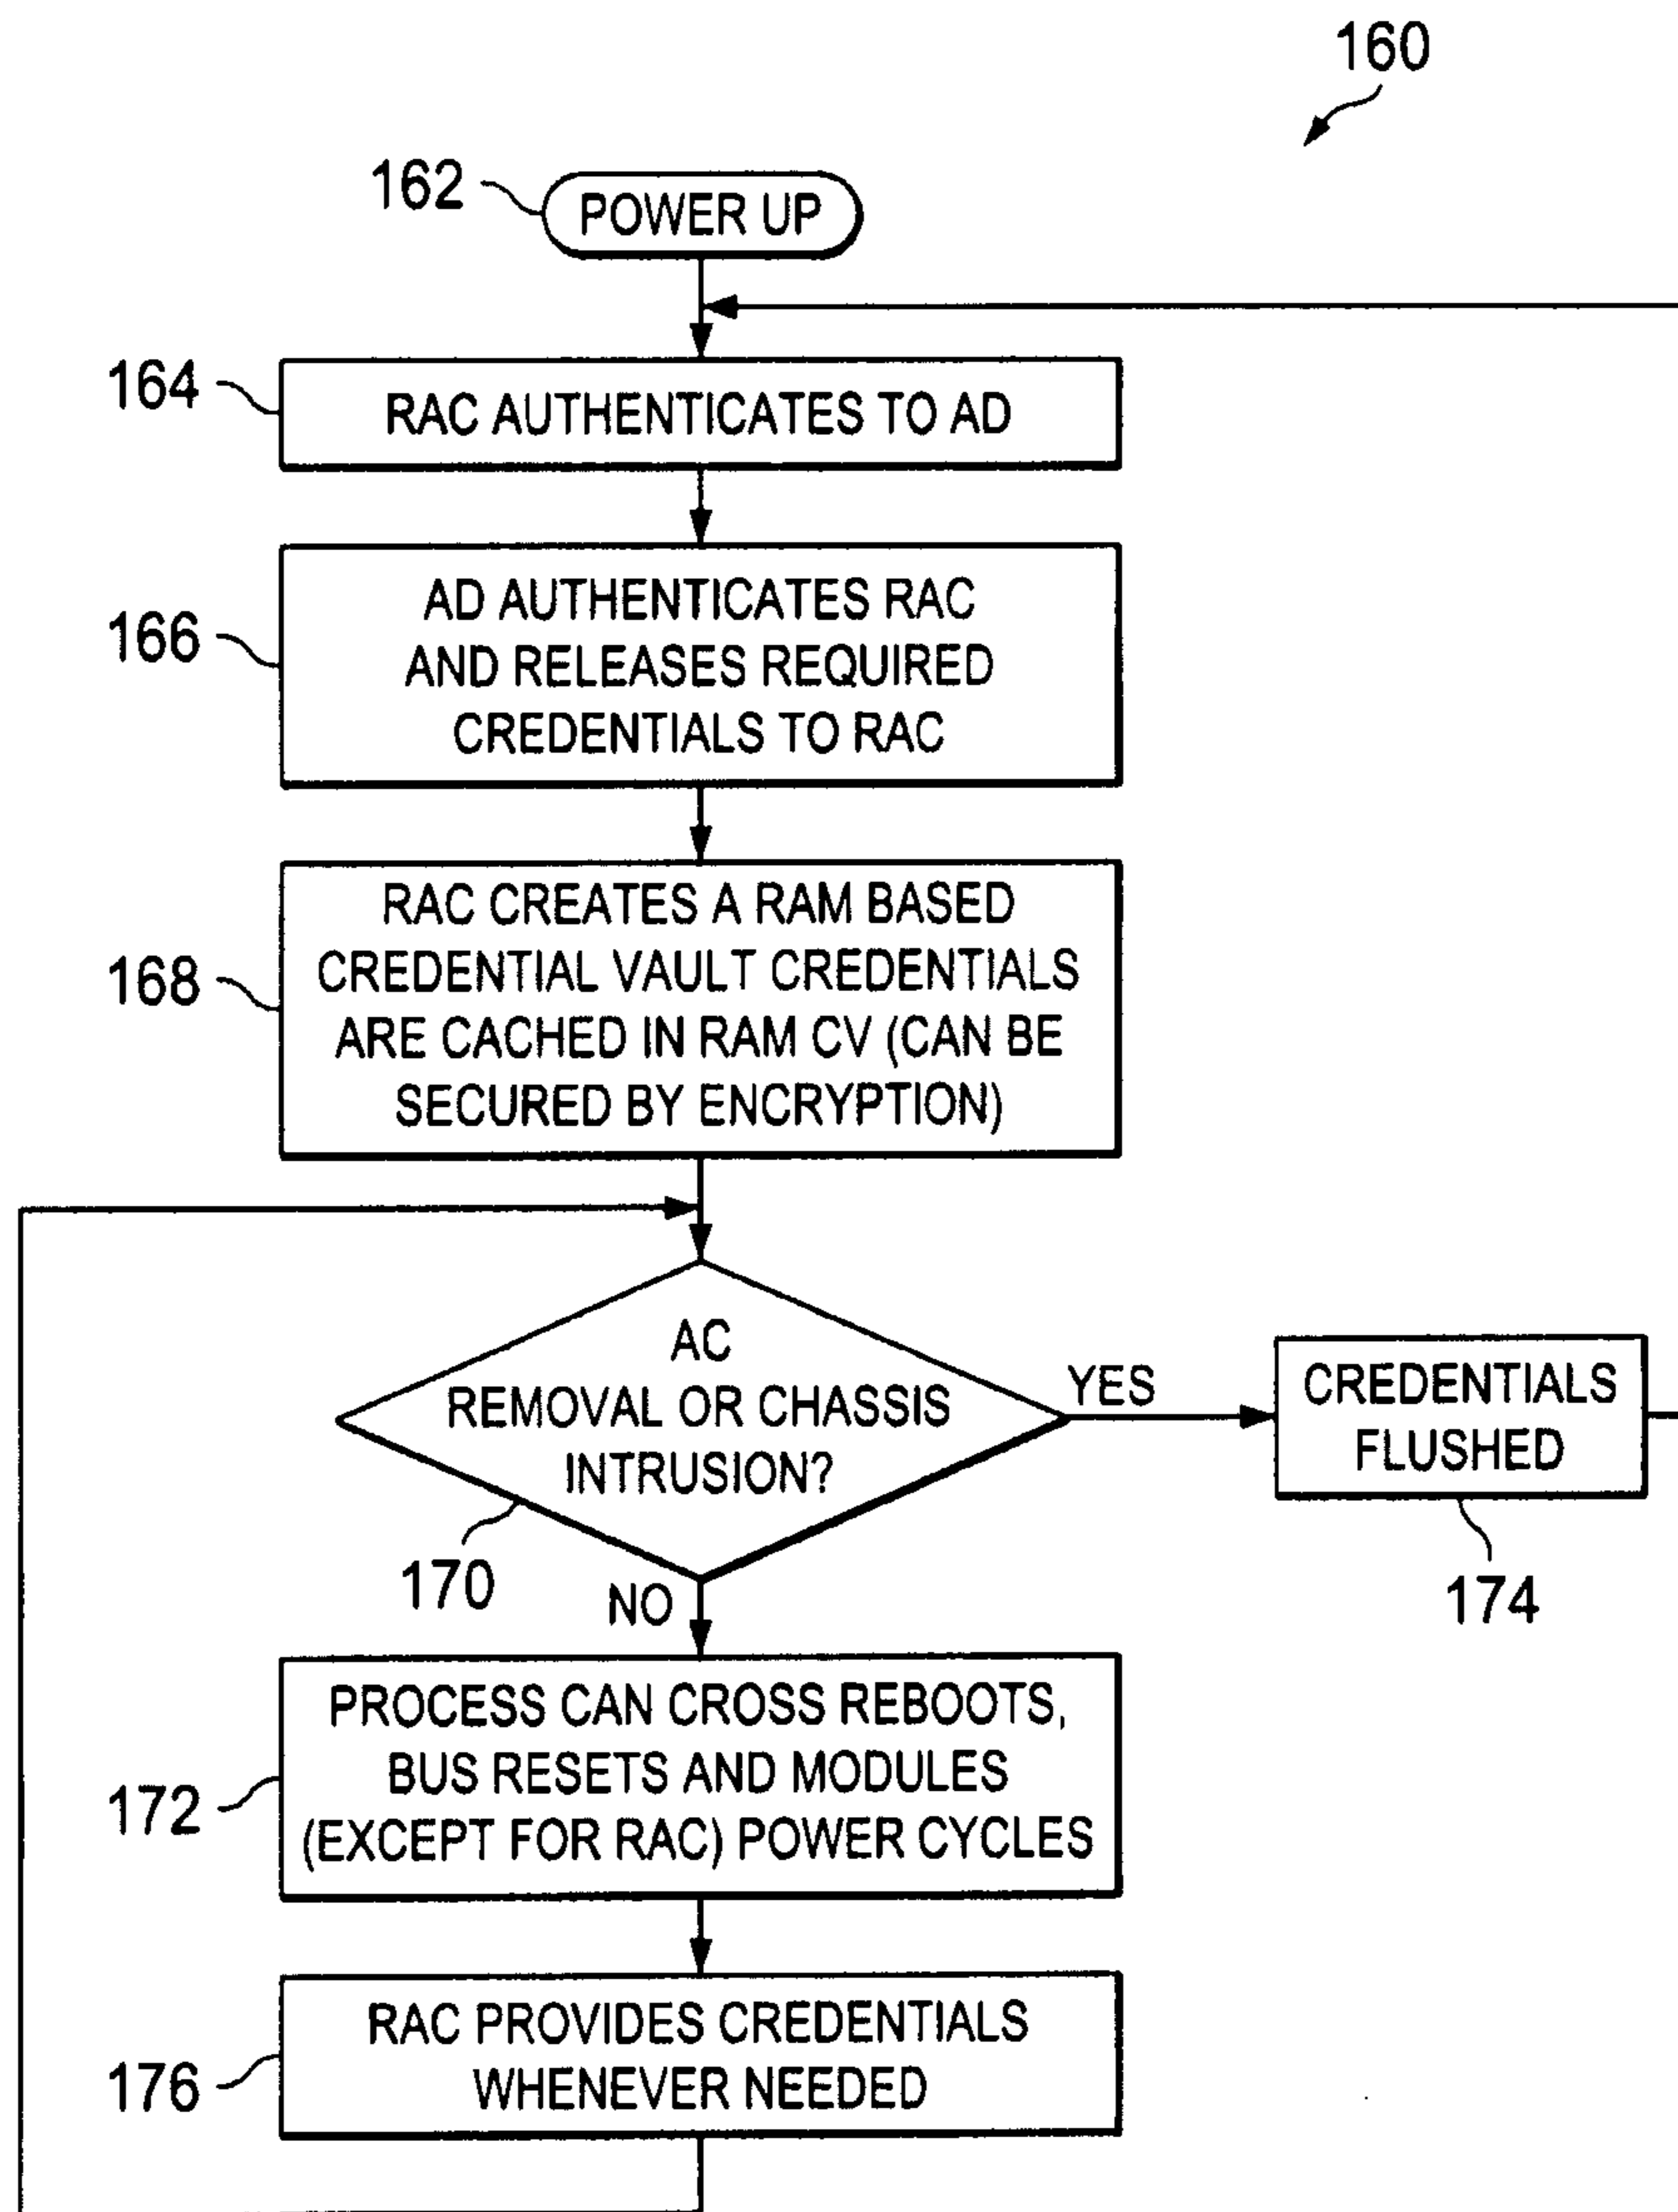 160
162
POWER UP
164
RAC AUTHENTICATES TO AD
166
AD AUTHENTICATES RAC
AND RELEASES REQUIRED
CREDENTIALS TO RAC
168
RAC CREATES A RAM BASED
CREDENTIAL VAULT CREDENTIALS
ARE CACHED IN RAM CV (CAN BE
SECURED BY ENCRYPTION)
AC
REMOVAL OR CHASSIS
INTRUSION?
170
YES
CREDENTIALS
FLUSHED
174
NO
172
PROCESS CAN CROSS REBOOTS,
BUS RESETS AND MODULES
(EXCEPT FOR RAC) POWER CYCLES
176
RAC PROVIDES CREDENTIALS
WHENEVER NEEDED